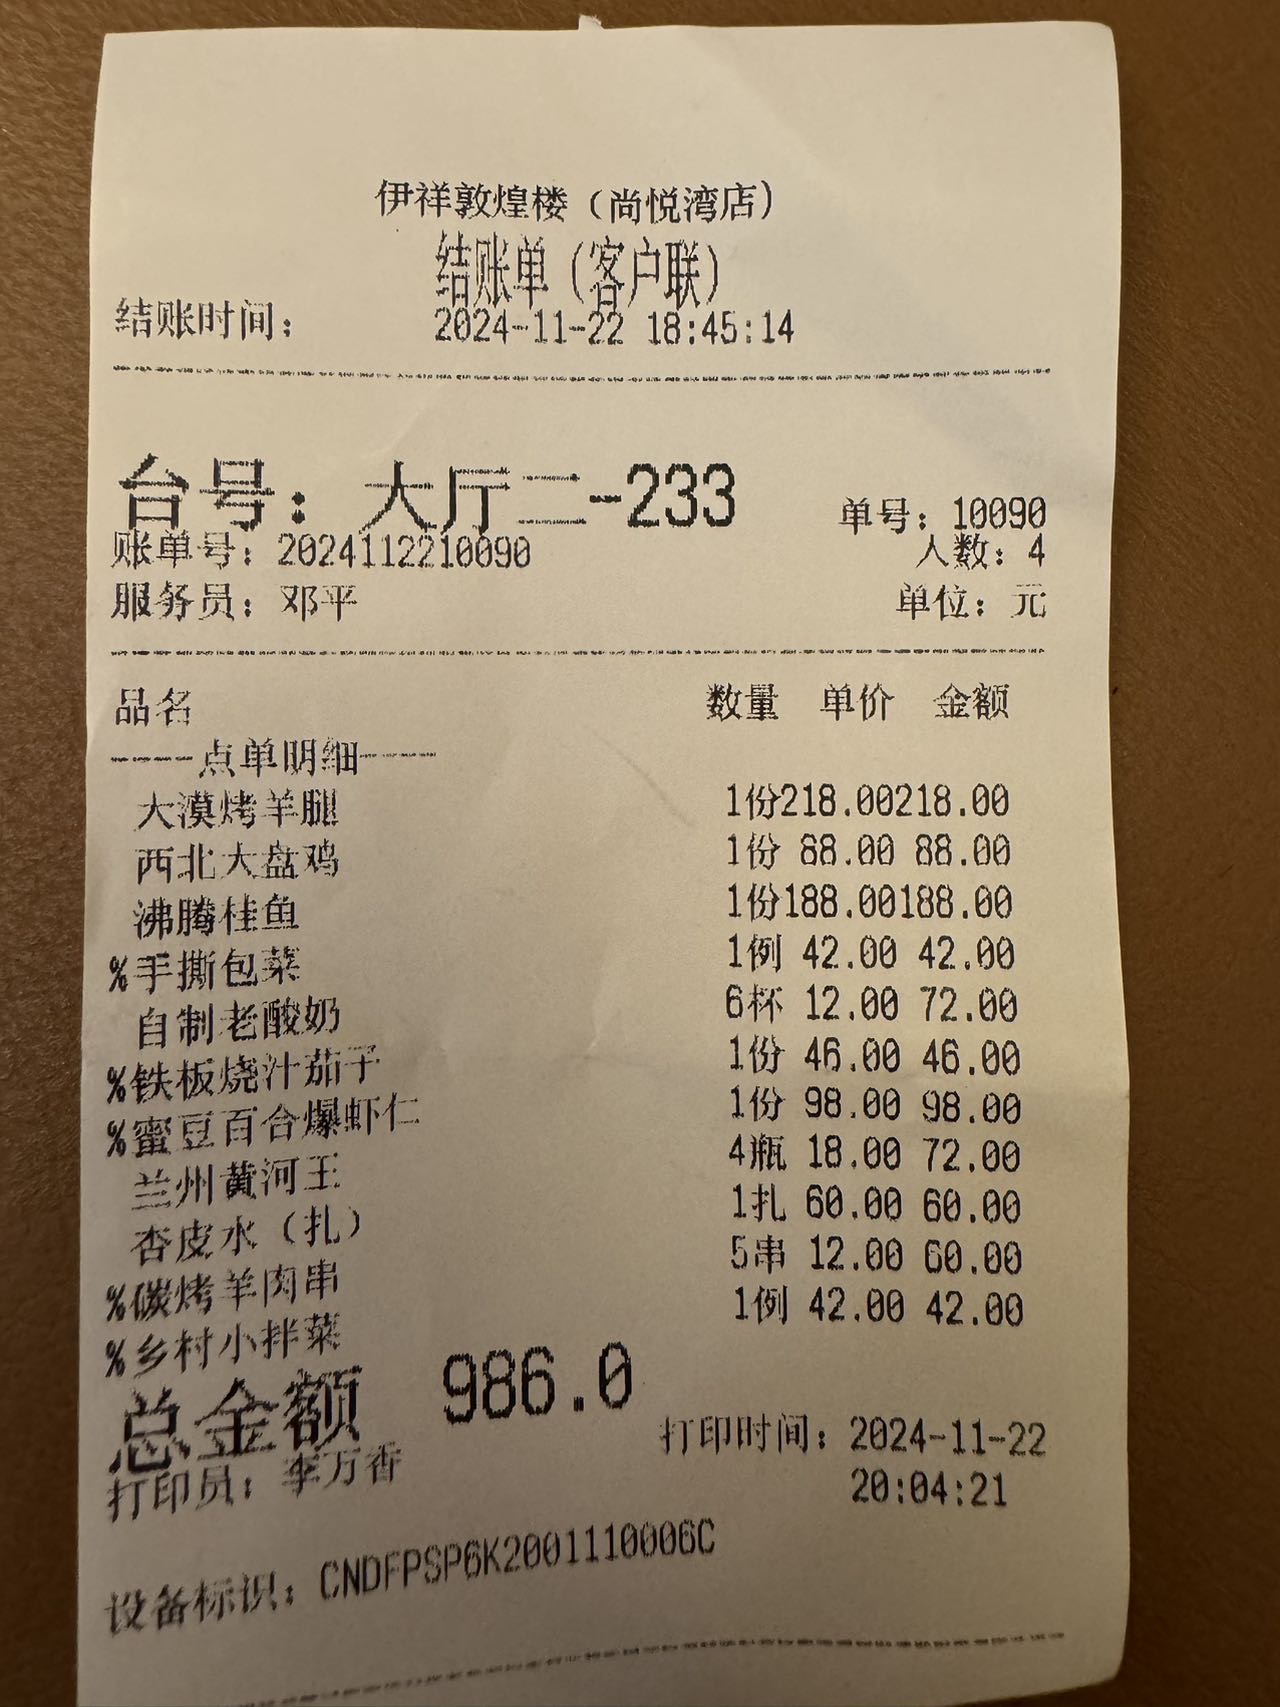 伊祥敦煌楼（尚悦湾店）
结账单（客户联）
结账时间： 2024-11-22 18:45:14
台号：大厅二-233 单号：10090
账单号：2024112210090 人数：4
服务员：邓平 单位：元
品名 数量 单价 金额
----点单明细----
大漠烤羊腿 1份218.00218.00
西北大盘鸡 1份 88.00 88.00
沸腾桂鱼 1份188.00188.00
%手撕包菜 1例 42.00 42.00
自制老酸奶 6杯 12.00 72.00
%铁板烧汁茄子 1份 46.00 46.00
%蜜豆百合爆虾仁 1份 98.00 98.00
兰州黄河王 4瓶 18.00 72.00
杏皮水（扎） 1扎 60.00 60.00
%碳烤羊肉串 5串 12.00 60.00
%乡村小拌菜 1例 42.00 42.00
总金额 986.0
打印员：李万香 打印时间：2024-11-22
20:04:21
设备标识：CNDFPSP6K2001110006C